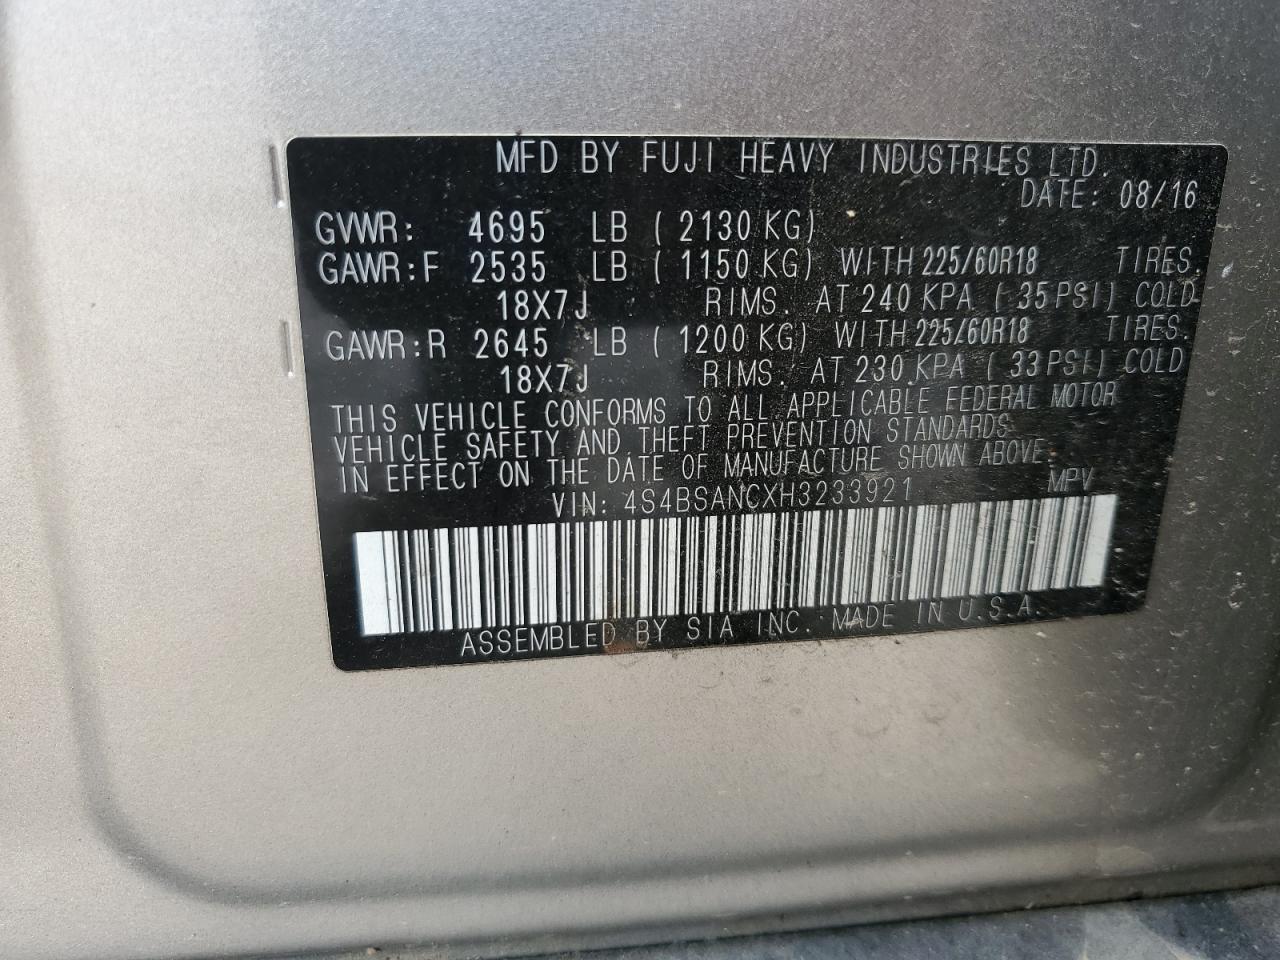 MFD BY FUJI HEAVY INDUSTRIES LTD.
DATE: 08/16
GVWR: 4695 LB ( 2130 KG)
GAWR:F 2535 LB ( 1150 KG) WITH 225/60R18 TIRES.
18X7J RIMS. AT 240 KPA ( 35 PSI) COLD
GAWR:R 2645 LB ( 1200 KG) WITH 225/60R18 TIRES.
18X7J RIMS. AT 230 KPA ( 33 PSI) COLD
THIS VEHICLE CONFORMS TO ALL APPLICABLE FEDERAL MOTOR
VEHICLE SAFETY AND THEFT PREVENTION STANDARDS
IN EFFECT ON THE DATE OF MANUFACTURE SHOWN ABOVE.
VIN: 4S4BSANCXH3233921 MPV
ASSEMBLED BY SIA INC. MADE IN U.S.A.